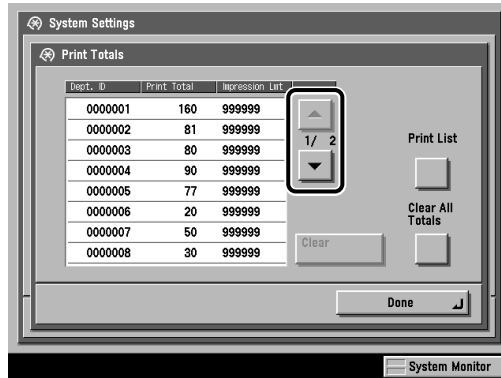 System Settings
Print Totals
Dept. ID Print Total Impression Lmt
0000001 160 999999
0000002 81 999999
0000003 80 999999
0000004 90 999999
0000005 77 999999
0000006 20 999999
0000007 50 999999
0000008 30 999999
1/ 2
Print List
Clear All
Totals
Clear
Done
System Monitor